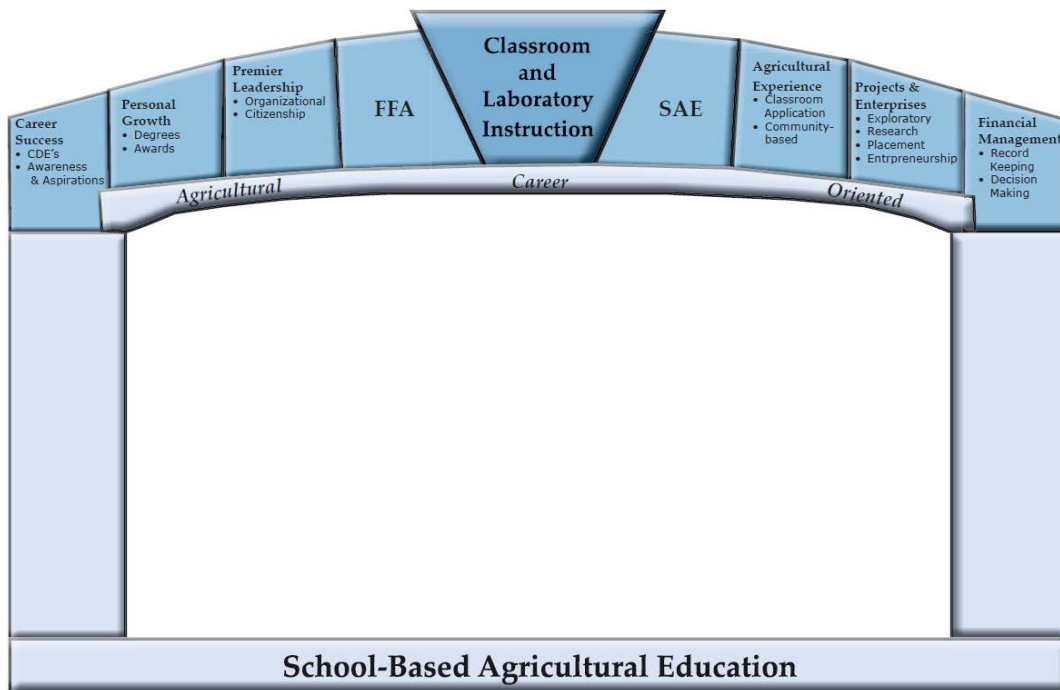 Career
Success
• CDE's
• Awareness
& Aspirations
Personal
Growth
• Degrees
• Awards
Premier
Leadership
• Organizational
• Citizenship
FFA
Classroom
and
Laboratory
Instruction
SAE
Agricultural
Experience
• Classroom
Application
• Community-
based
Projects &
Enterprises
• Exploratory
• Research
• Placement
• Entrpreneurship
Financial
Management
• Record
Keeping
• Decision
Making
Agricultural Career Oriented
School-Based Agricultural Education